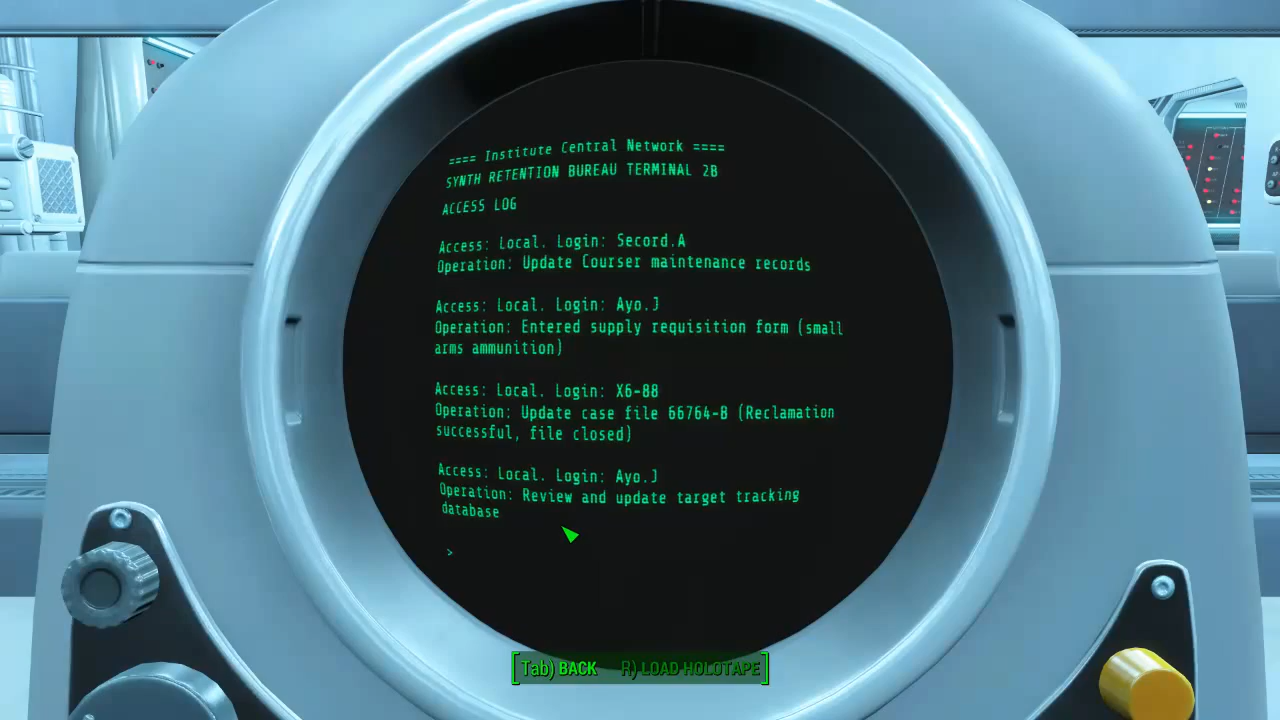 ==== Institute Central Network ====
SYNTH RETENTION BUREAU TERMINAL 2B
ACCESS LOG
Access: Local. Login: Secord.A
Operation: Update Courser maintenance records
Access: Local. Login: Ayo.J
Operation: Entered supply requisition form (small
arms ammunition)
Access: Local. Login: X6-88
Operation: Update case file 66764-B (Reclamation
successful, file closed)
Access: Local. Login: Ayo.J
Operation: Review and update target tracking
database
>
Tab) BACK R) LOAD HOLOTAPE